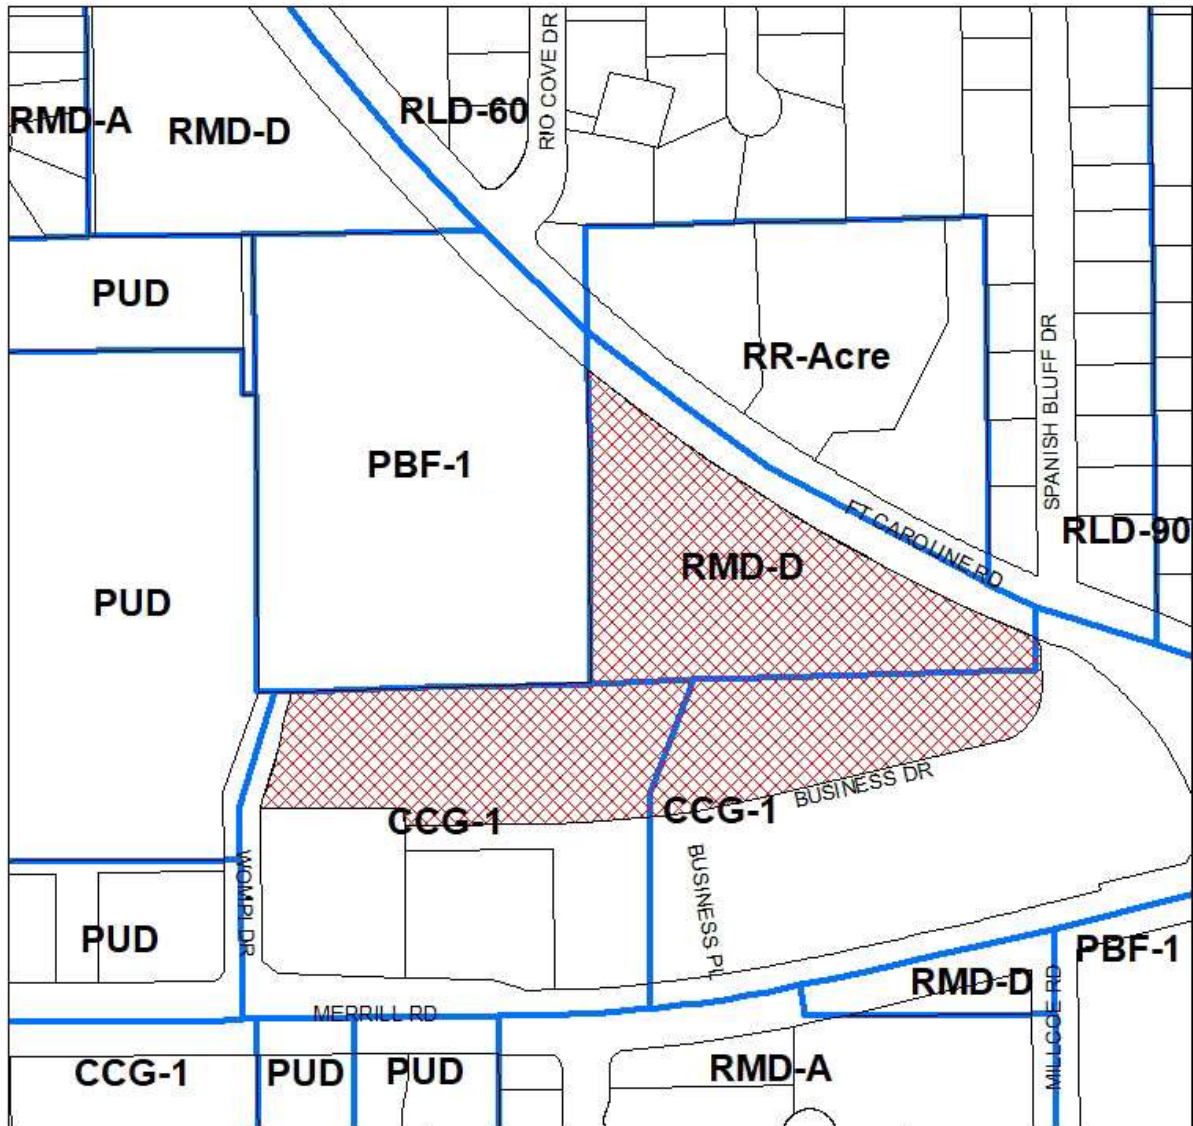 RIO COVE DR
RLD-60
RMD-A
RMD-D
PUD
RR-Acre
SPANISH BLUFF DR
PBF-1
FT CAROLINE RD
RLD-90
RMD-D
PUD
BUSINESS DR
CCG-1
CCG-1
WOMPI DR
BUSINESS PL
PUD
PBF-1
RMD-D
MERRILL RD
MILLCOE RD
CCG-1
PUD
PUD
RMD-A